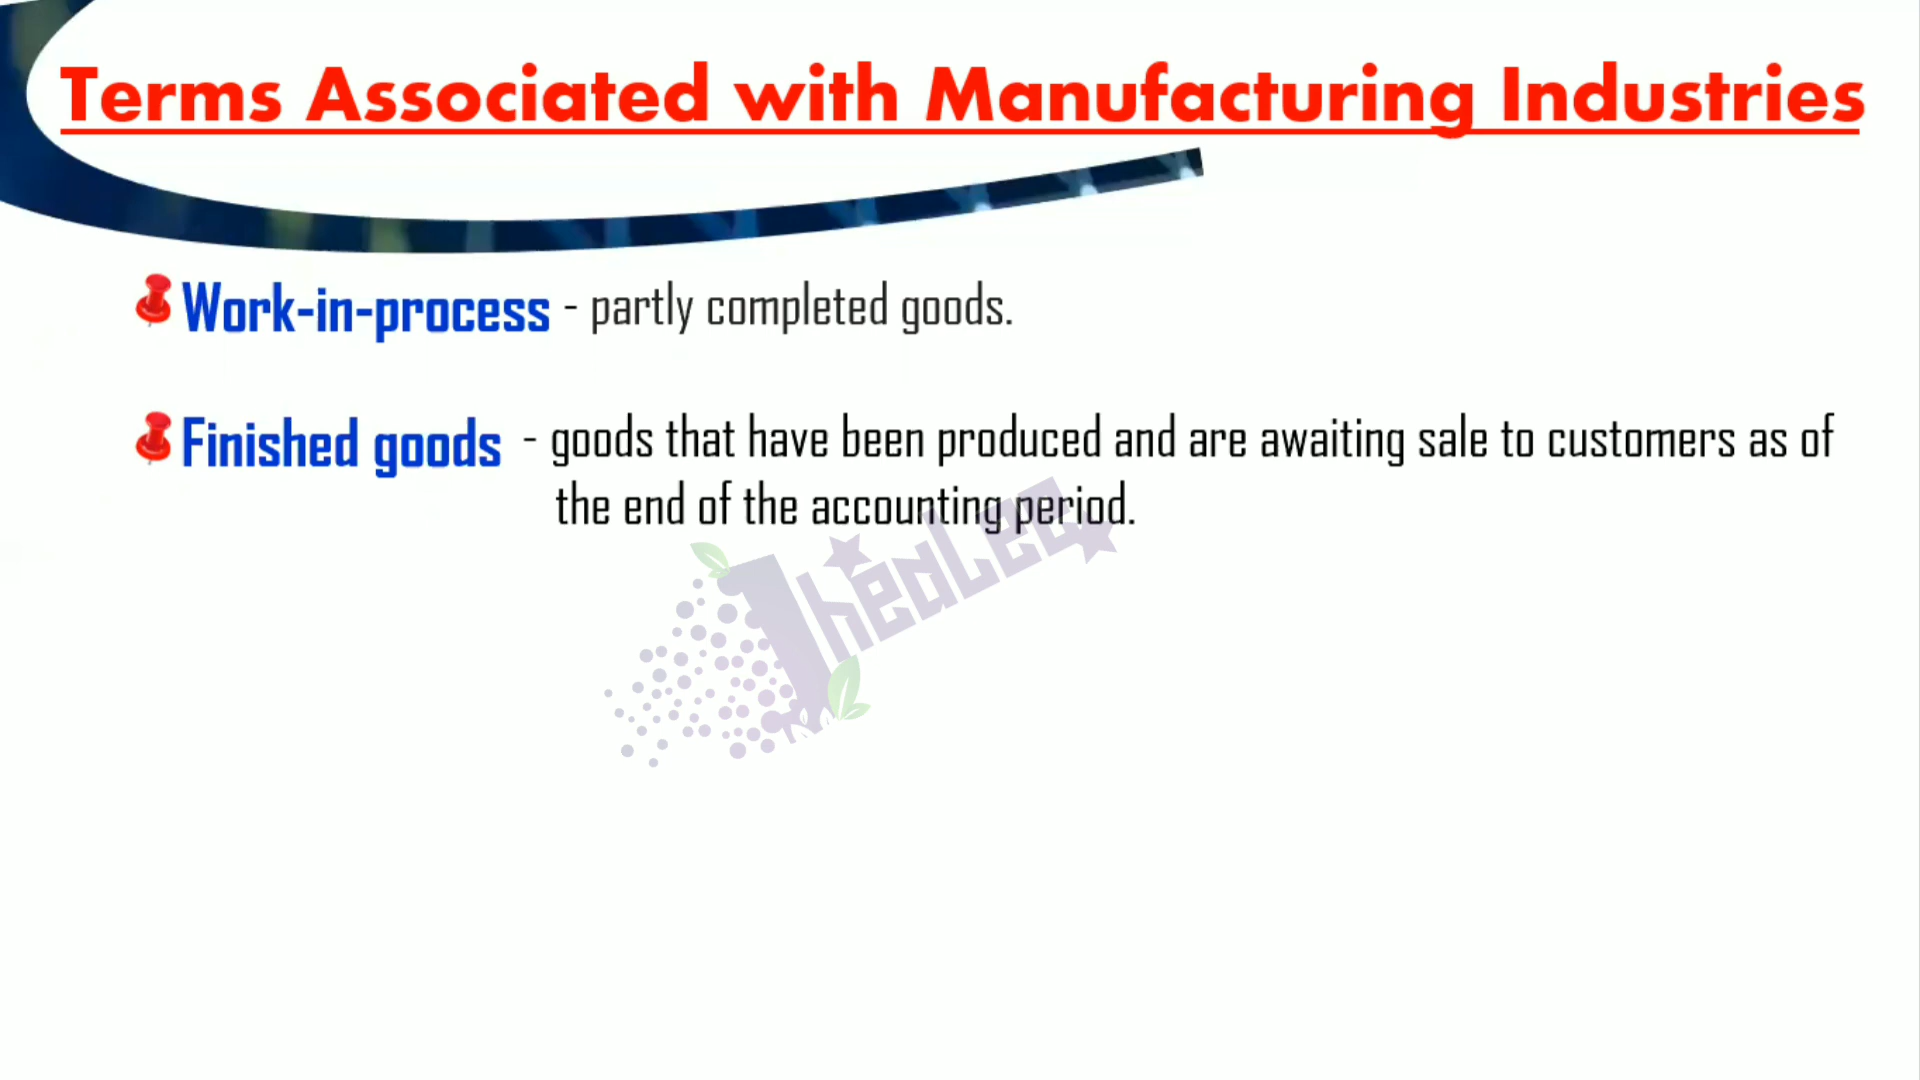 Terms Associated with Manufacturing Industries
Work-in-process - partly completed goods.
Finished goods - goods that have been produced and are awaiting sale to customers as of
the end of the accounting period.
TheaLee